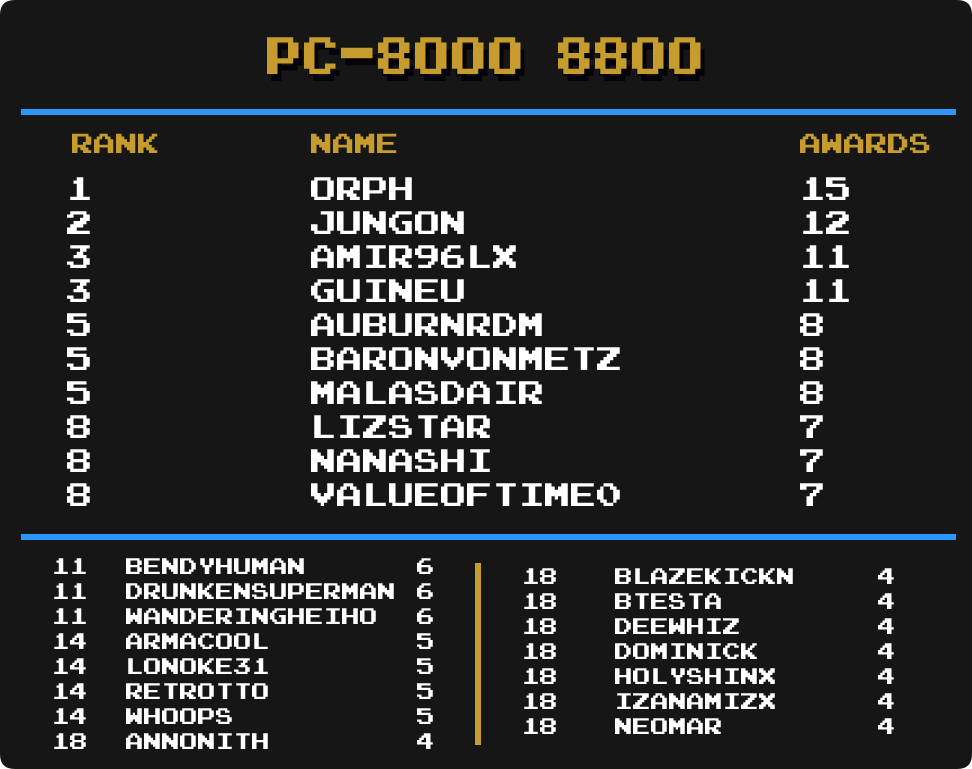 PC-8000 8800
RANK NAME AWARDS
1 ORPH 15
2 JUNGON 12
3 AMIR96LX 11
3 GUINEU 11
5 AUBURNRDM 8
5 BARONVONMETZ 8
5 MALASDAIR 8
8 LIZSTAR 7
8 NANASHI 7
8 VALUEOFTIME0 7
11 BENDYHUMAN 6
11 DRUNKENSUPERMAN 6
11 WANDERINGHEIHO 6
14 ARMACOOL 5
14 LONOKE31 5
14 RETROTTO 5
14 WHOOPS 5
18 ANNONITH 4
18 BLAZEKICKN 4
18 BTESTA 4
18 DEEWHIZ 4
18 DOMINICK 4
18 HOLYSHINX 4
18 IZANAMIZX 4
18 NEOMAR 4